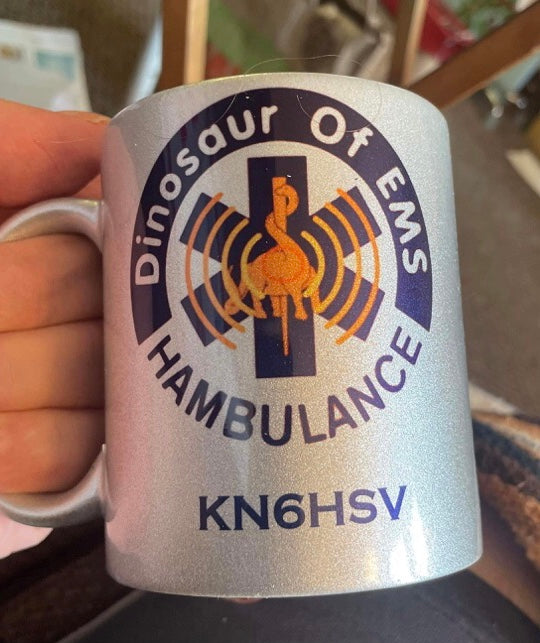 Dinosaur Of EMS
HAMBULANCE
KN6HSV